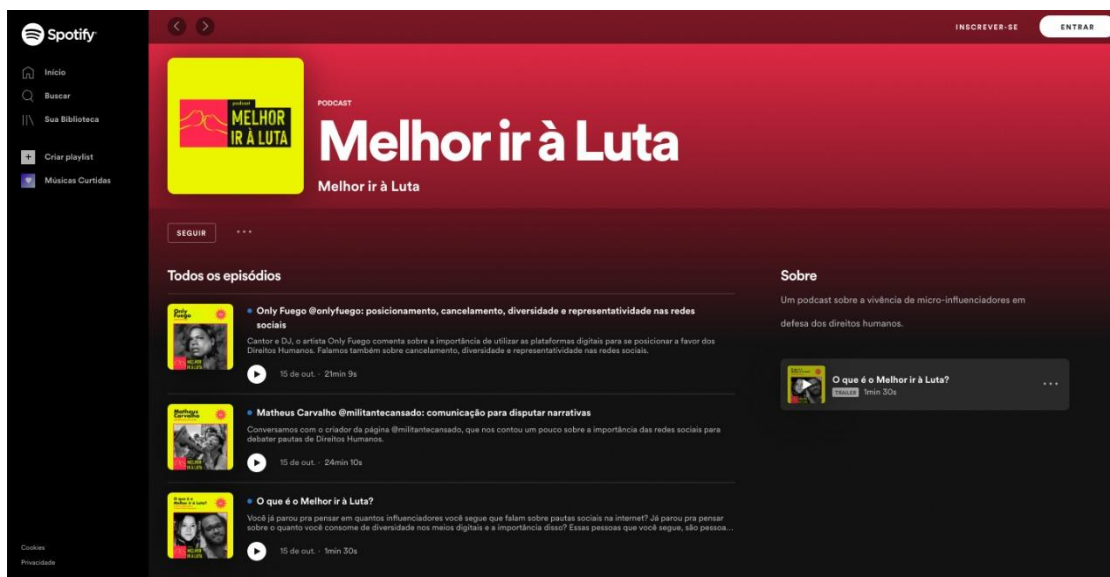 Spotify
INSCREVER-SE
ENTRAR
Início
Buscar
Sua Biblioteca
Criar playlist
Músicas Curtidas
podcast
MELHOR
IR À LUTA
PODCAST
Melhor ir à Luta
Melhor ir à Luta
SEGUIR
Todos os episódios
Only Fuego
Only Fuego @onlyfuego: posicionamento, cancelamento, diversidade e representatividade nas redes
sociais
Cantor e DJ, o artista Only Fuego comenta sobre a importância de utilizar as plataformas digitais para se posicionar a favor dos
Direitos Humanos. Falamos também sobre cancelamento, diversidade e representatividade nas redes sociais.
15 de out. · 21min 9s
Matheus
Carvalho
Matheus Carvalho @militantecansado: comunicação para disputar narrativas
Conversamos com o criador da página @militantecansado, que nos contou um pouco sobre a importância das redes sociais para
debater pautas de Direitos Humanos.
15 de out. · 24min 10s
O que é o Melhor ir à Luta?
Você já parou pra pensar em quantos influenciadores você segue que falam sobre pautas sociais na internet? Já parou pra pensar
sobre o quanto você consome de diversidade nos meios digitais e a importância disso? Essas pessoas que você segue, são pessoa...
15 de out. · 1min 30s
Sobre
Um podcast sobre a vivência de micro-influenciadores em
defesa dos direitos humanos.
O que é o Melhor ir à Luta?
TRAILER 1min 30s
Cookies
Privacidade